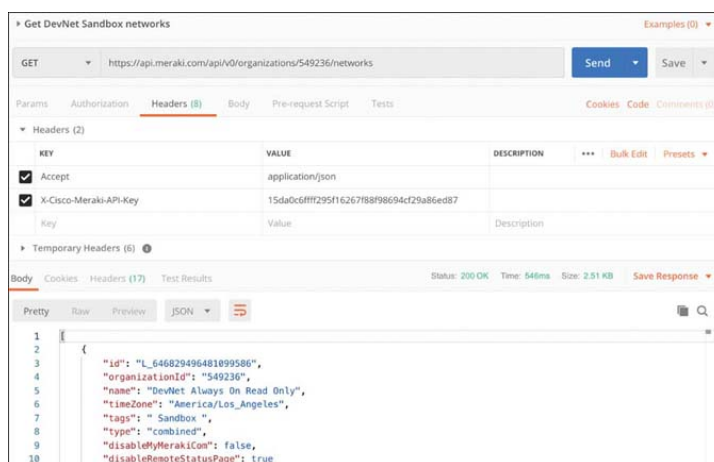 Get DevNet Sandbox networks Examples (0)
GET https://api.meraki.com/api/v0/organizations/549236/networks Send Save
Params Authorization Headers (8) Body Pre-request Script Tests Cookies Code Comments (0
Headers (2)
KEY VALUE DESCRIPTION ••• Bulk Edit Presets
Accept application/json
X-Cisco-Meraki-API-Key 15da0c6ffff295f16267f88f98694cf29a86ed87
Key Value Description
Temporary Headers (6)
Body Cookies Headers (17) Test Results Status: 200 OK Time: 546ms Size: 2.51 KB Save Response
Pretty Raw Preview JSON
1 [
2 {
3 "id": "L_646829496481099586",
4 "organizationId": "549236",
5 "name": "DevNet Always On Read Only",
6 "timeZone": "America/Los_Angeles",
7 "tags": " Sandbox ",
8 "type": "combined",
9 "disableMyMerakiCom": false,
10 "disableRemoteStatusPage": true